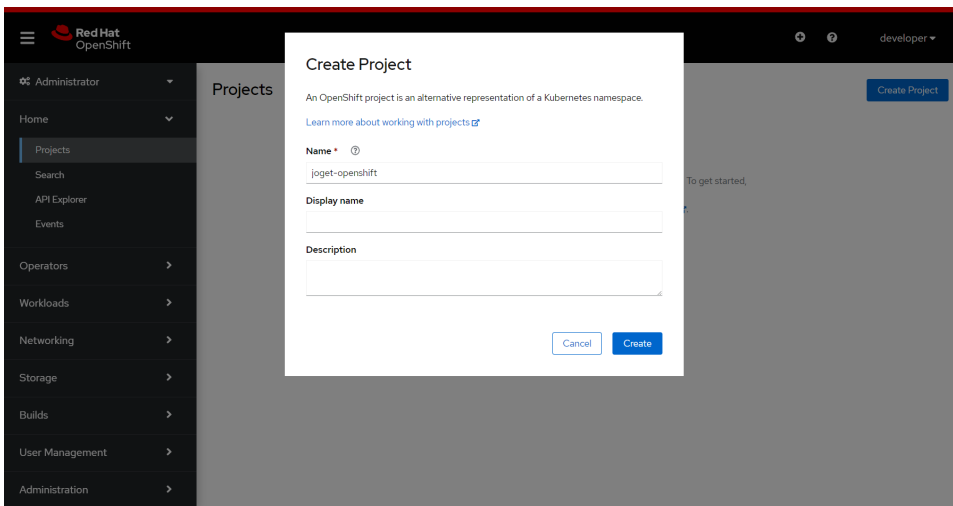 Red Hat
OpenShift
developer
Administrator
Home
Projects
Search
API Explorer
Events
Operators
Workloads
Networking
Storage
Builds
User Management
Administration
Projects
Create Project
To get started,
Create Project
An OpenShift project is an alternative representation of a Kubernetes namespace.
Learn more about working with projects
Name *
joget-openshift
Display name
Description
Cancel
Create